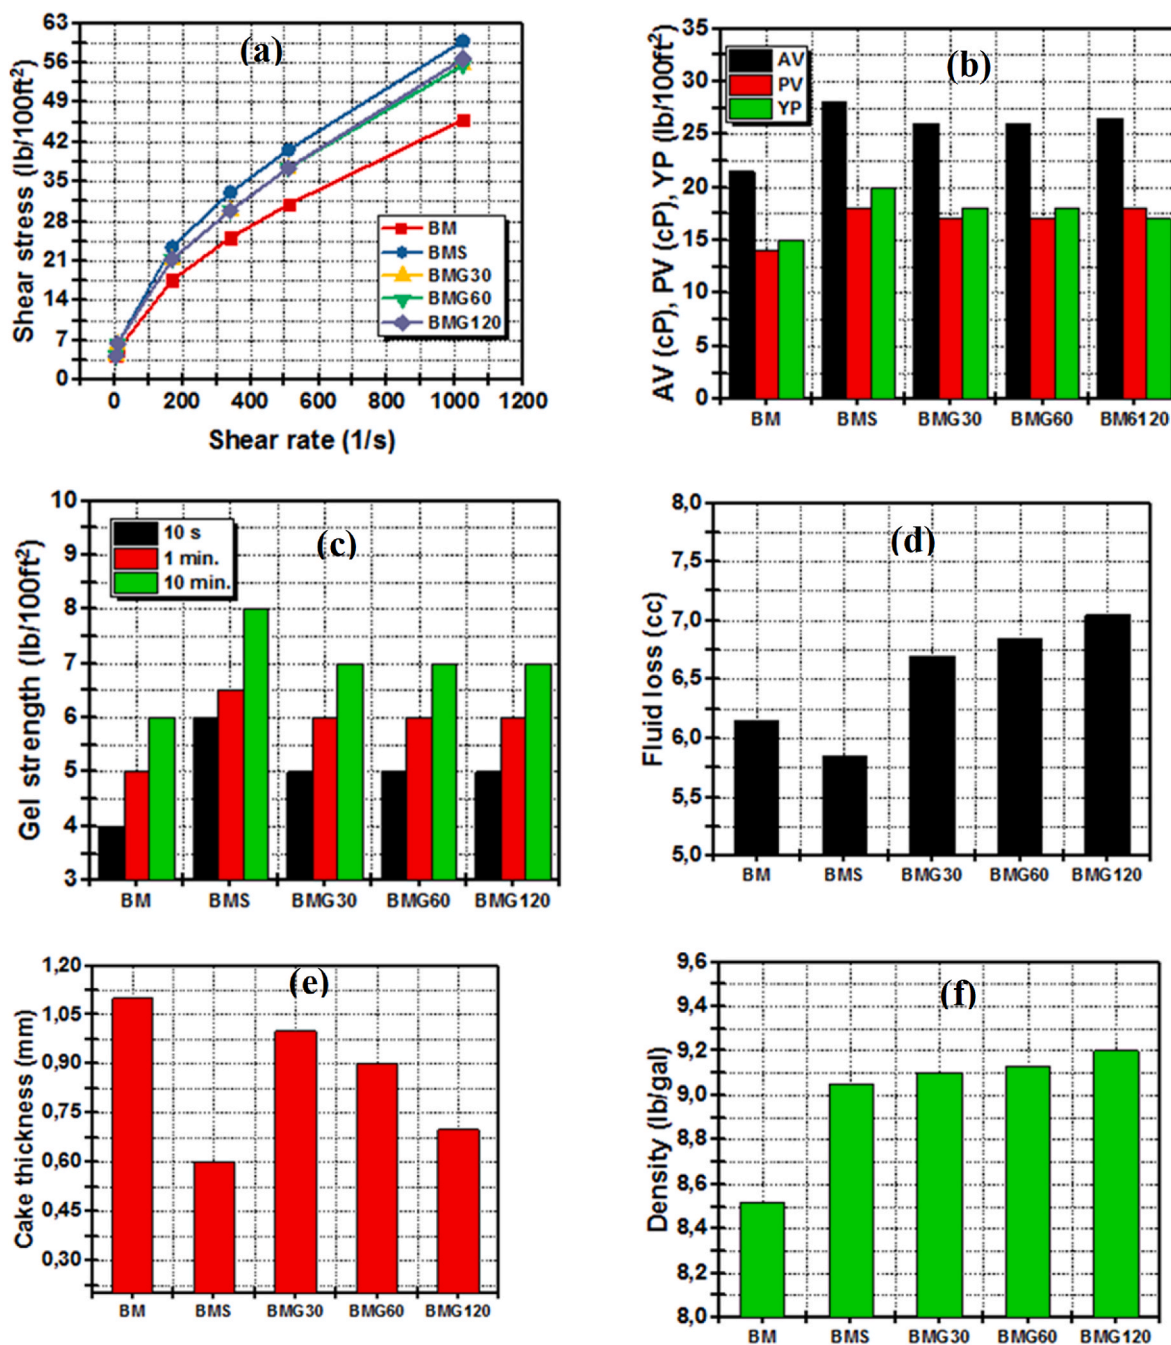 (a)
Shear stress (lb/100ft²)
63
56
49
42
35
28
21
14
7
0
BM
BMS
BMG30
BMG60
BMG120
0 200 400 600 800 1000 1200
Shear rate (1/s)
(b)
AV (cP), PV (cP), YP (lb/100ft²)
35
30
25
20
15
10
5
0
AV
PV
YP
BM BMS BMG30 BMG60 BM6120
(c)
Gel strength (lb/100ft²)
10
9
8
7
6
5
4
3
10 s
1 min.
10 min.
BM BMS BMG30 BMG60 BMG120
(d)
Fluid loss (cc)
8,0
7,5
7,0
6,5
6,0
5,5
5,0
BM BMS BMG30 BMG60 BMG120
(e)
Cake thickness (mm)
1,20
1,05
0,90
0,75
0,60
0,45
0,30
BM BMS BMG30 BMG60 BMG120
(f)
Density (lb/gal)
9,6
9,4
9,2
9,0
8,8
8,6
8,4
8,2
8,0
BM BMS BMG30 BMG60 BMG120